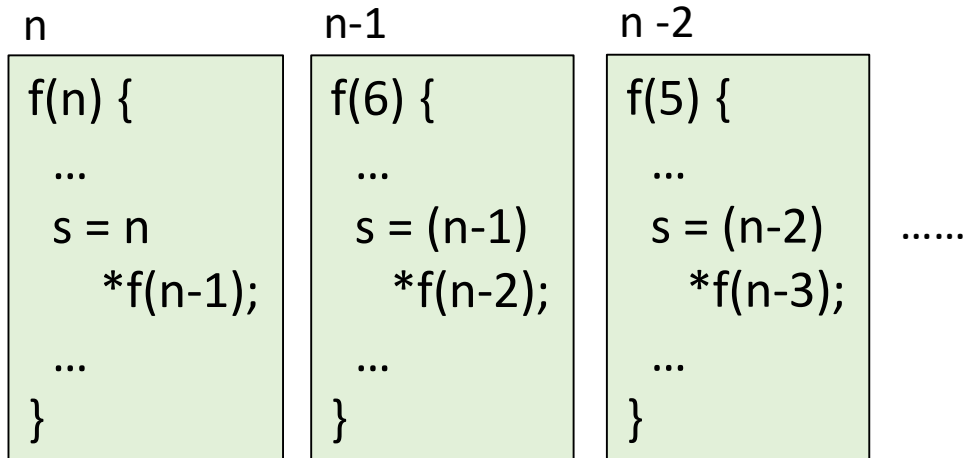 n
f(n) {
…
s = n
*f(n-1);
…
}
n-1
f(6) {
…
s = (n-1)
*f(n-2);
…
}
n -2
f(5) {
…
s = (n-2)
*f(n-3);
…
}
……